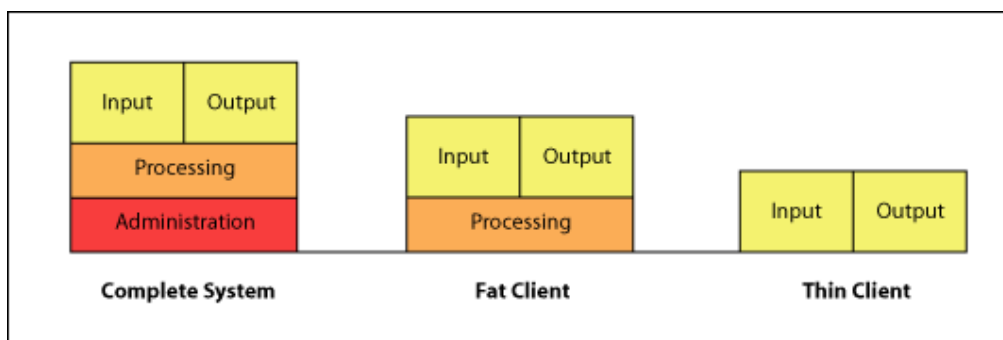 Input Output
Processing
Administration
Complete System
Input Output
Processing
Fat Client
Input Output
Thin Client